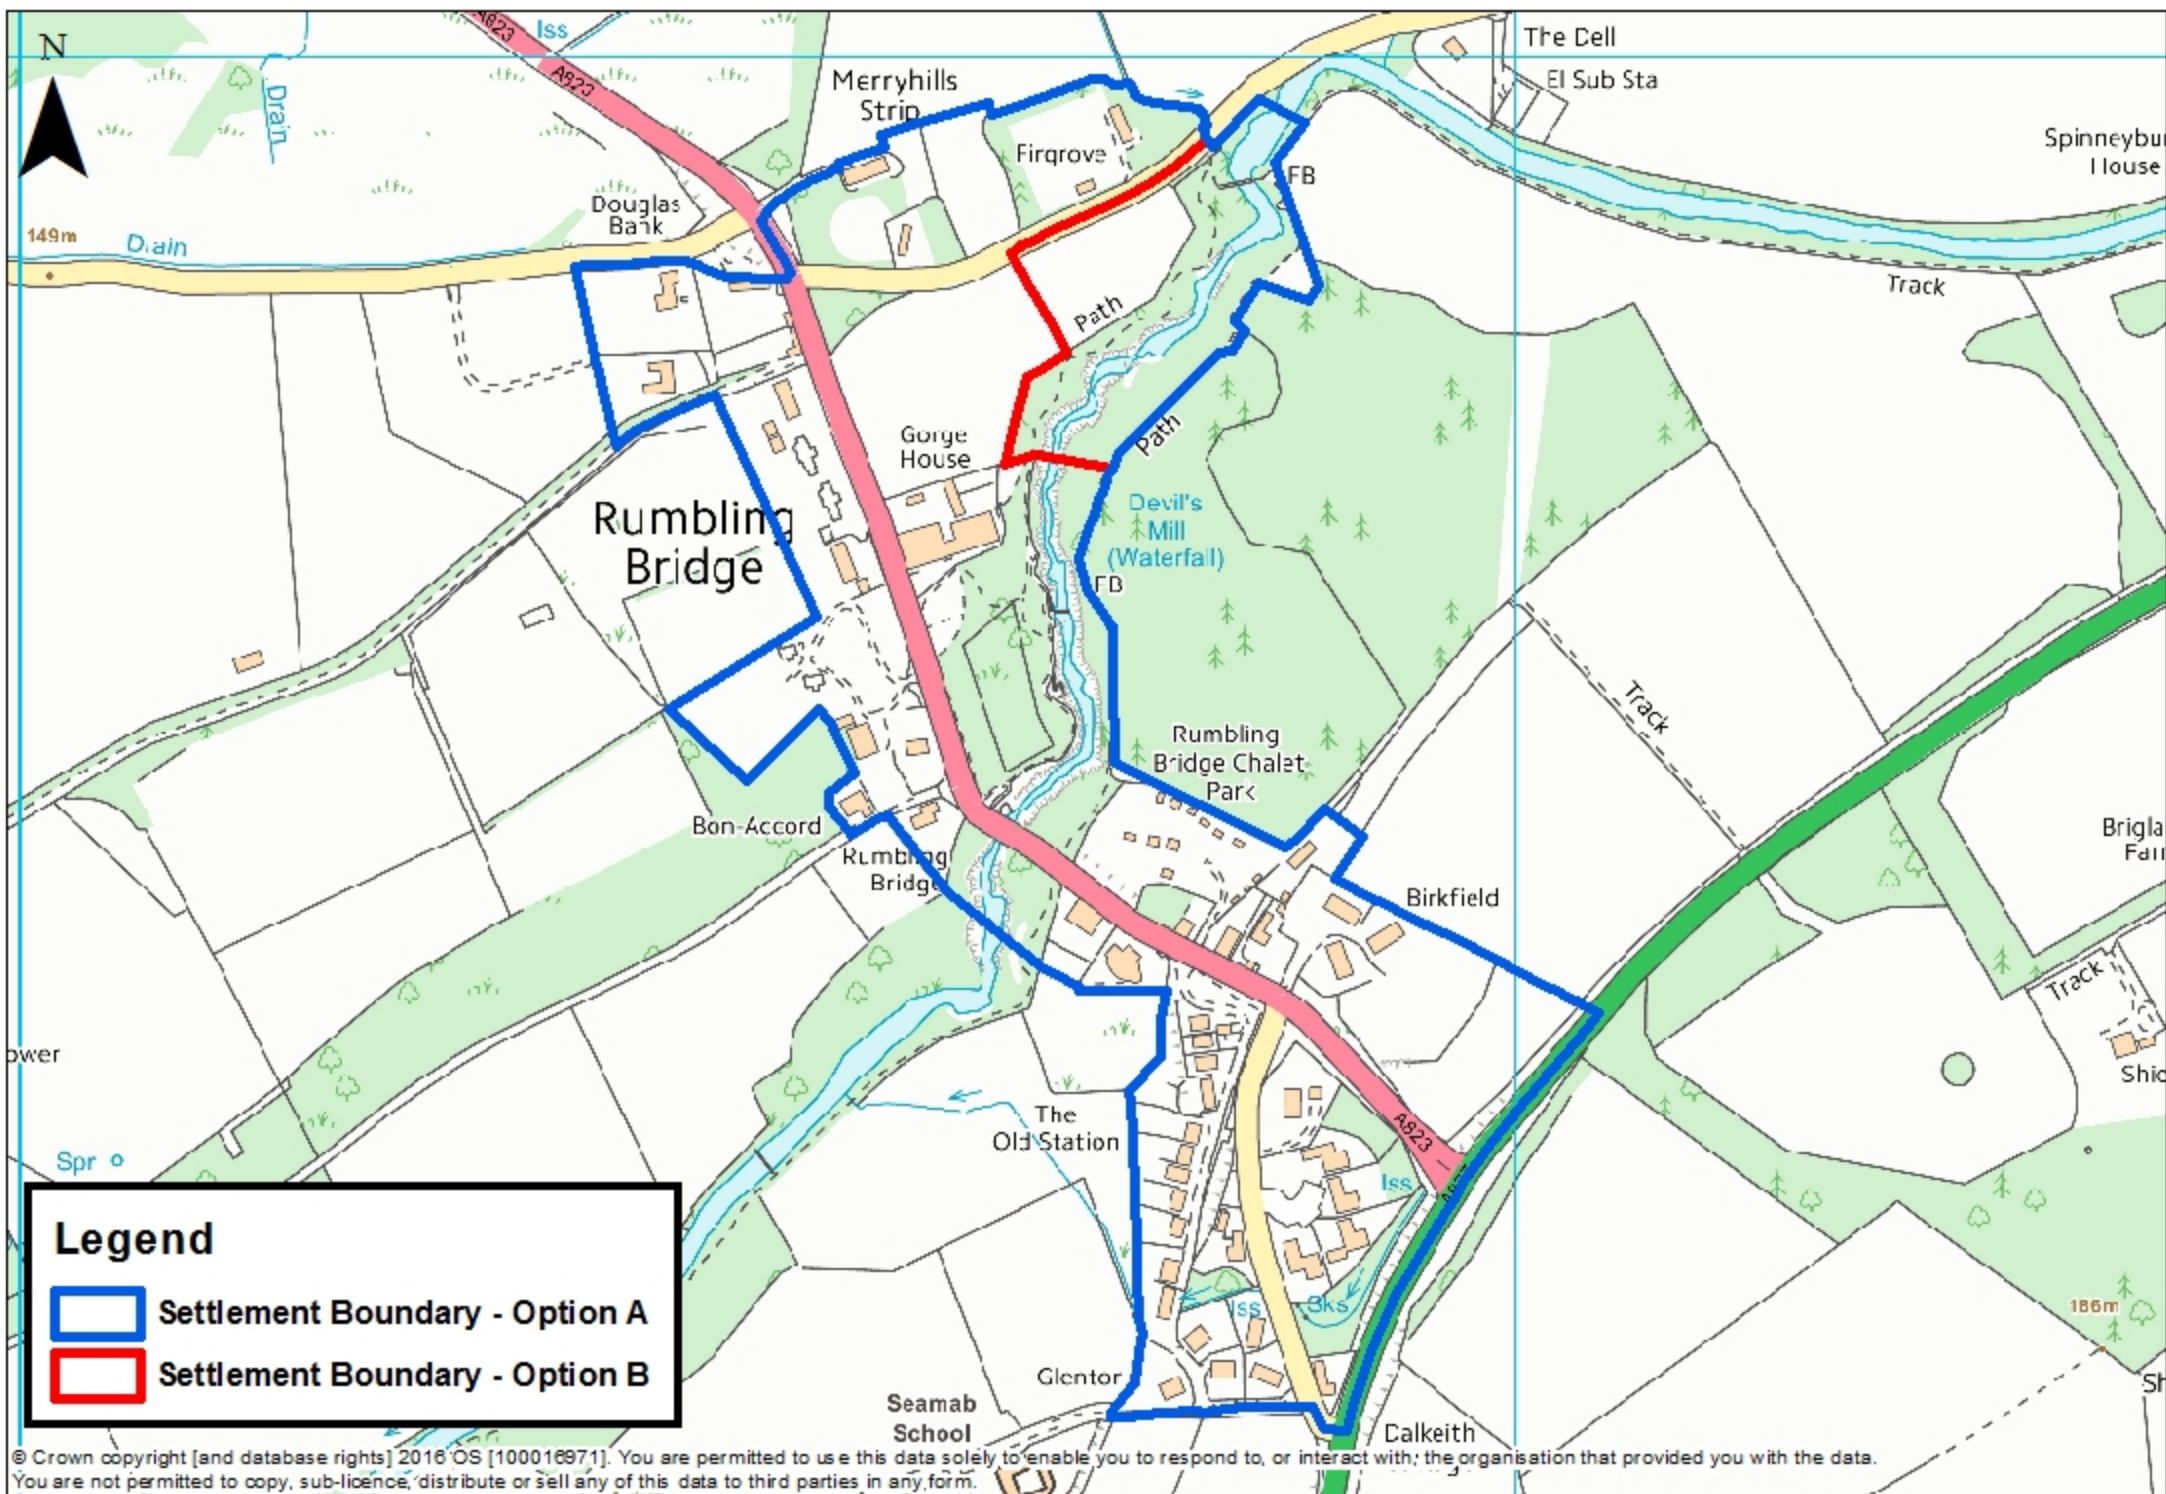 N
A823
Iss
A823
Drain
Merryhills
Strip
The Dell
El Sub Sta
Firgrove
FB
House
Douglas
Bank
149m
Drain
Track
Path
Path
Gorge
House
Rumbling
Bridge
Devil's
Mill
(Waterfall)
FB
Track
Rumbling
Bridge Chalet
Park
Bon-Accord
Rumbling
Bridge
Birkfield
Track
The
Old Station
A823
Iss
Spr
Iss
Sks
186m
Glentor
Seamab
School
Dalkeith
Legend
Settlement Boundary - Option A
Settlement Boundary - Option B
© Crown copyright [and database rights] 2016 OS [100016971]. You are permitted to use this data solely to enable you to respond to, or interact with, the organisation that provided you with the data.
You are not permitted to copy, sub-licence, distribute or sell any of this data to third parties in any form.